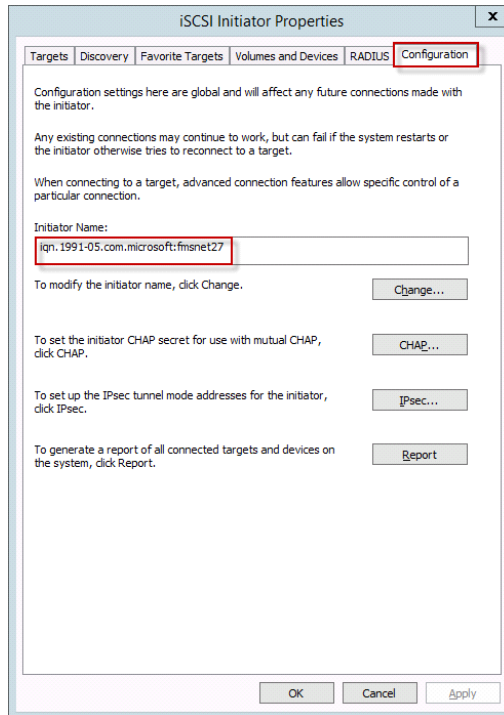 iSCSI Initiator Properties
x
Targets Discovery Favorite Targets Volumes and Devices RADIUS Configuration
Configuration settings here are global and will affect any future connections made with
the initiator.
Any existing connections may continue to work, but can fail if the system restarts or
the initiator otherwise tries to reconnect to a target.
When connecting to a target, advanced connection features allow specific control of a
particular connection.
Initiator Name:
iqn.1991-05.com.microsoft:fmsnet27
To modify the initiator name, click Change.
Change...
To set the initiator CHAP secret for use with mutual CHAP,
click CHAP.
CHAP...
To set up the IPsec tunnel mode addresses for the initiator,
click IPsec.
IPsec...
To generate a report of all connected targets and devices on
the system, click Report.
Report
OK Cancel Apply